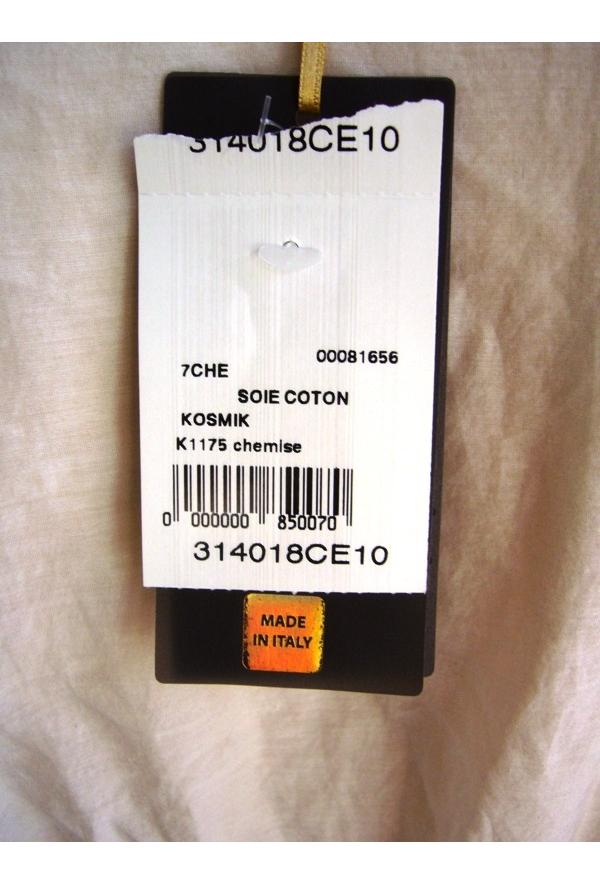 314018CE10
00081656
7CHE
SOIE COTON
KOSMIK
K1175 chemise
0 000000 850070
314018CE10
MADE
IN ITALY